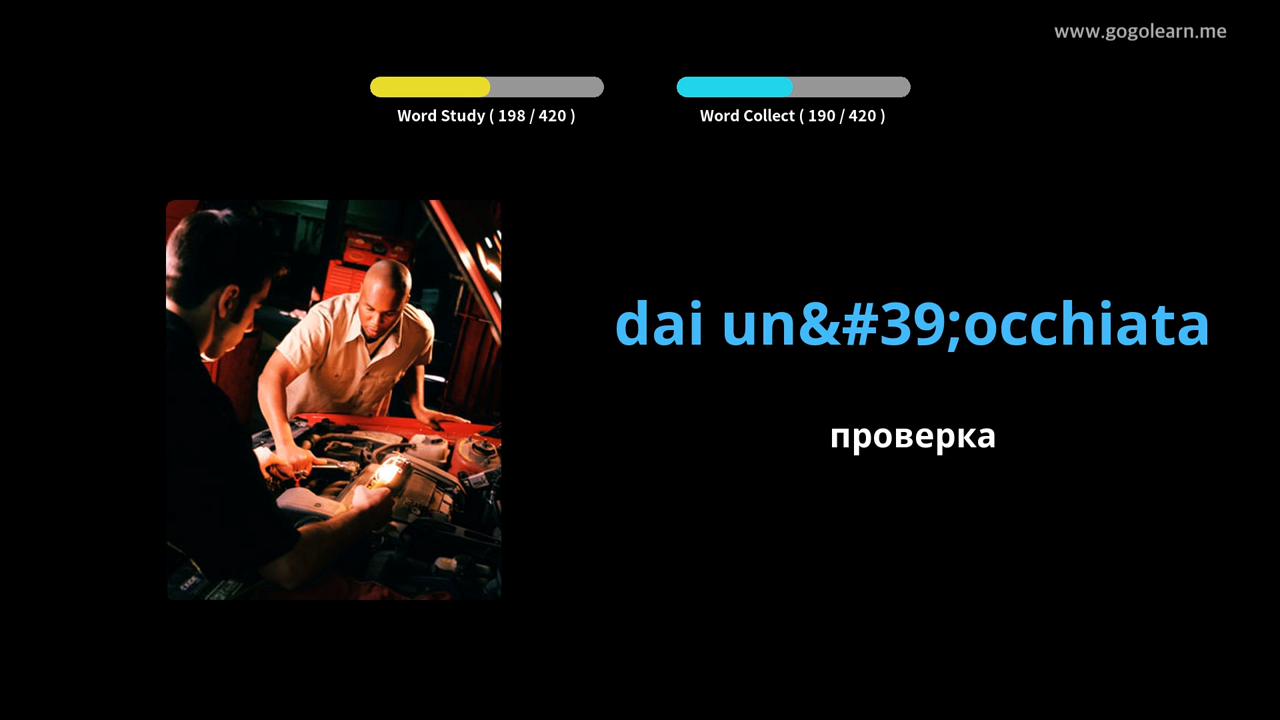 www.gogolearn.me
Word Study ( 198 / 420 )
Word Collect ( 190 / 420 )
dai un&#39;occhiata
проверка